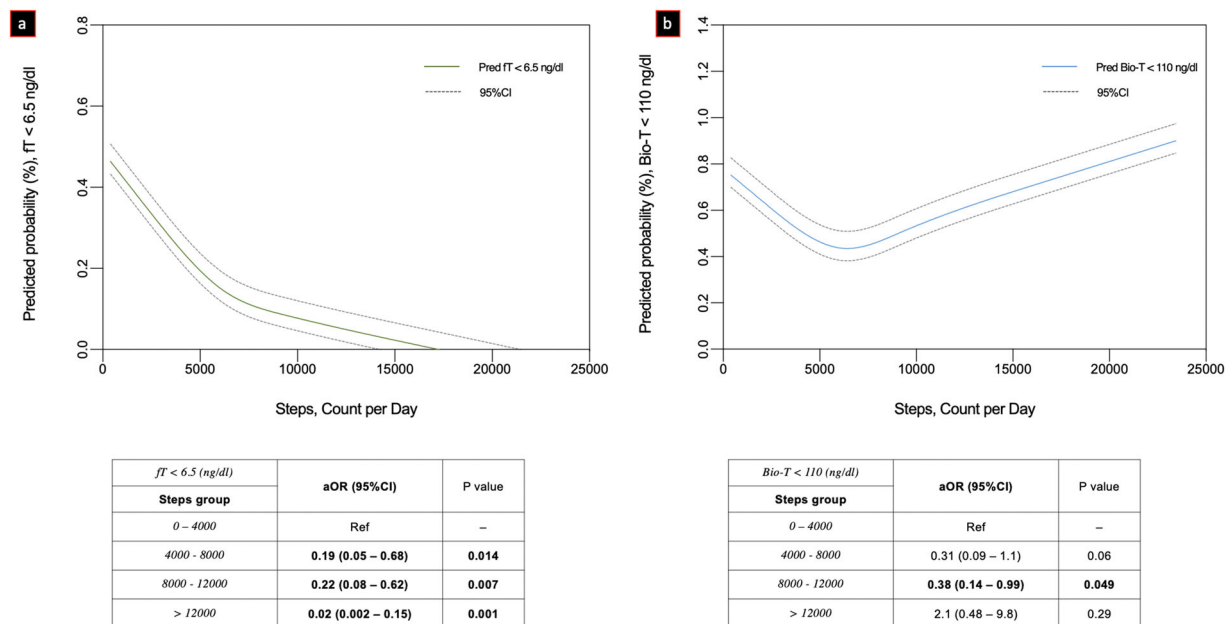 a
Predicted probability (%), fT < 6.5 ng/dl
0.8
0.6
0.4
0.2
0.0
Pred fT < 6.5 ng/dl
95%CI
0 5000 10000 15000 20000 25000
Steps, Count per Day
b
Predicted probability (%), Bio-T < 110 ng/dl
1.4
1.2
1.0
0.8
0.6
0.4
0.2
0.0
Pred Bio-T < 110 ng/dl
95%CI
0 5000 10000 15000 20000 25000
Steps, Count per Day
fT < 6.5 (ng/dl) aOR (95%CI) P value
Steps group
0 – 4000 Ref –
4000 - 8000 0.19 (0.05 – 0.68) 0.014
8000 - 12000 0.22 (0.08 – 0.62) 0.007
> 12000 0.02 (0.002 – 0.15) 0.001
Bio-T < 110 (ng/dl) aOR (95%CI) P value
Steps group
0 – 4000 Ref –
4000 - 8000 0.31 (0.09 – 1.1) 0.06
8000 - 12000 0.38 (0.14 – 0.99) 0.049
> 12000 2.1 (0.48 – 9.8) 0.29